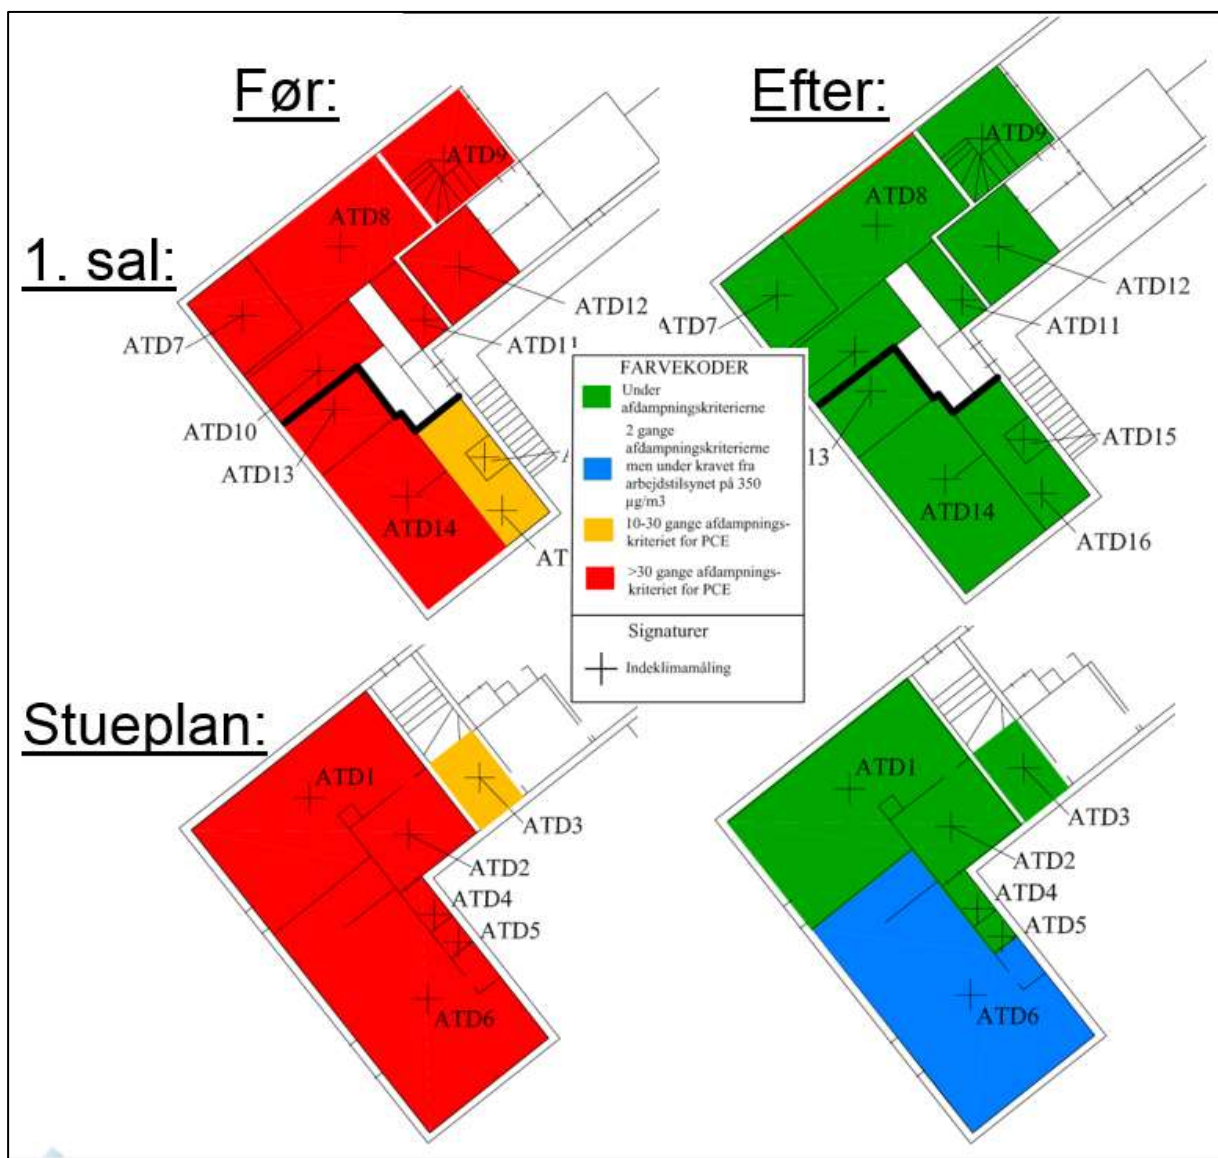 Før:
Efter:
1. sal:
ATD9
ATD8
ATD12
ATD7
ATD11
ATD10
ATD13
ATD14
ATD9
ATD8
ATD12
ATD7
ATD11
13
ATD15
ATD14
ATD16
FARVEKODER
Under
afdampningskriterierne
2 gange
afdampningskriterierne
men under kravet fra
arbejdstilsynet på 350
µg/m3
10-30 gange afdampnings-
kriteriet for PCE
>30 gange afdampnings-
kriteriet for PCE
Signaturer
Indeklimamåling
Stueplan:
ATD1
ATD3
ATD2
ATD4
ATD5
ATD6
ATD1
ATD3
ATD2
ATD4
ATD5
ATD6